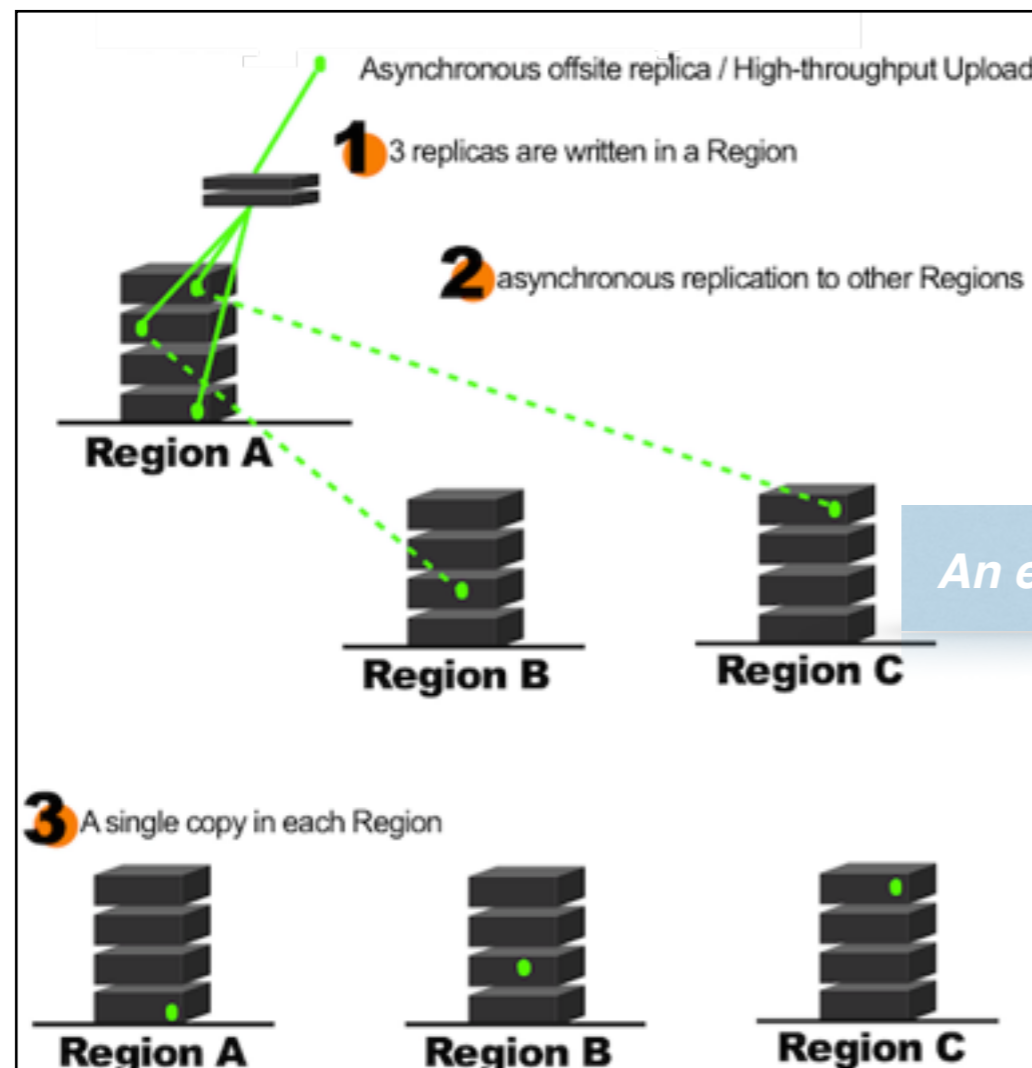 Asynchronous offsite replica / High-throughput Upload
1 3 replicas are written in a Region
2 asynchronous replication to other Regions
Region A
An
Region B
Region C
3 A single copy in each Region
Region A
Region B
Region C